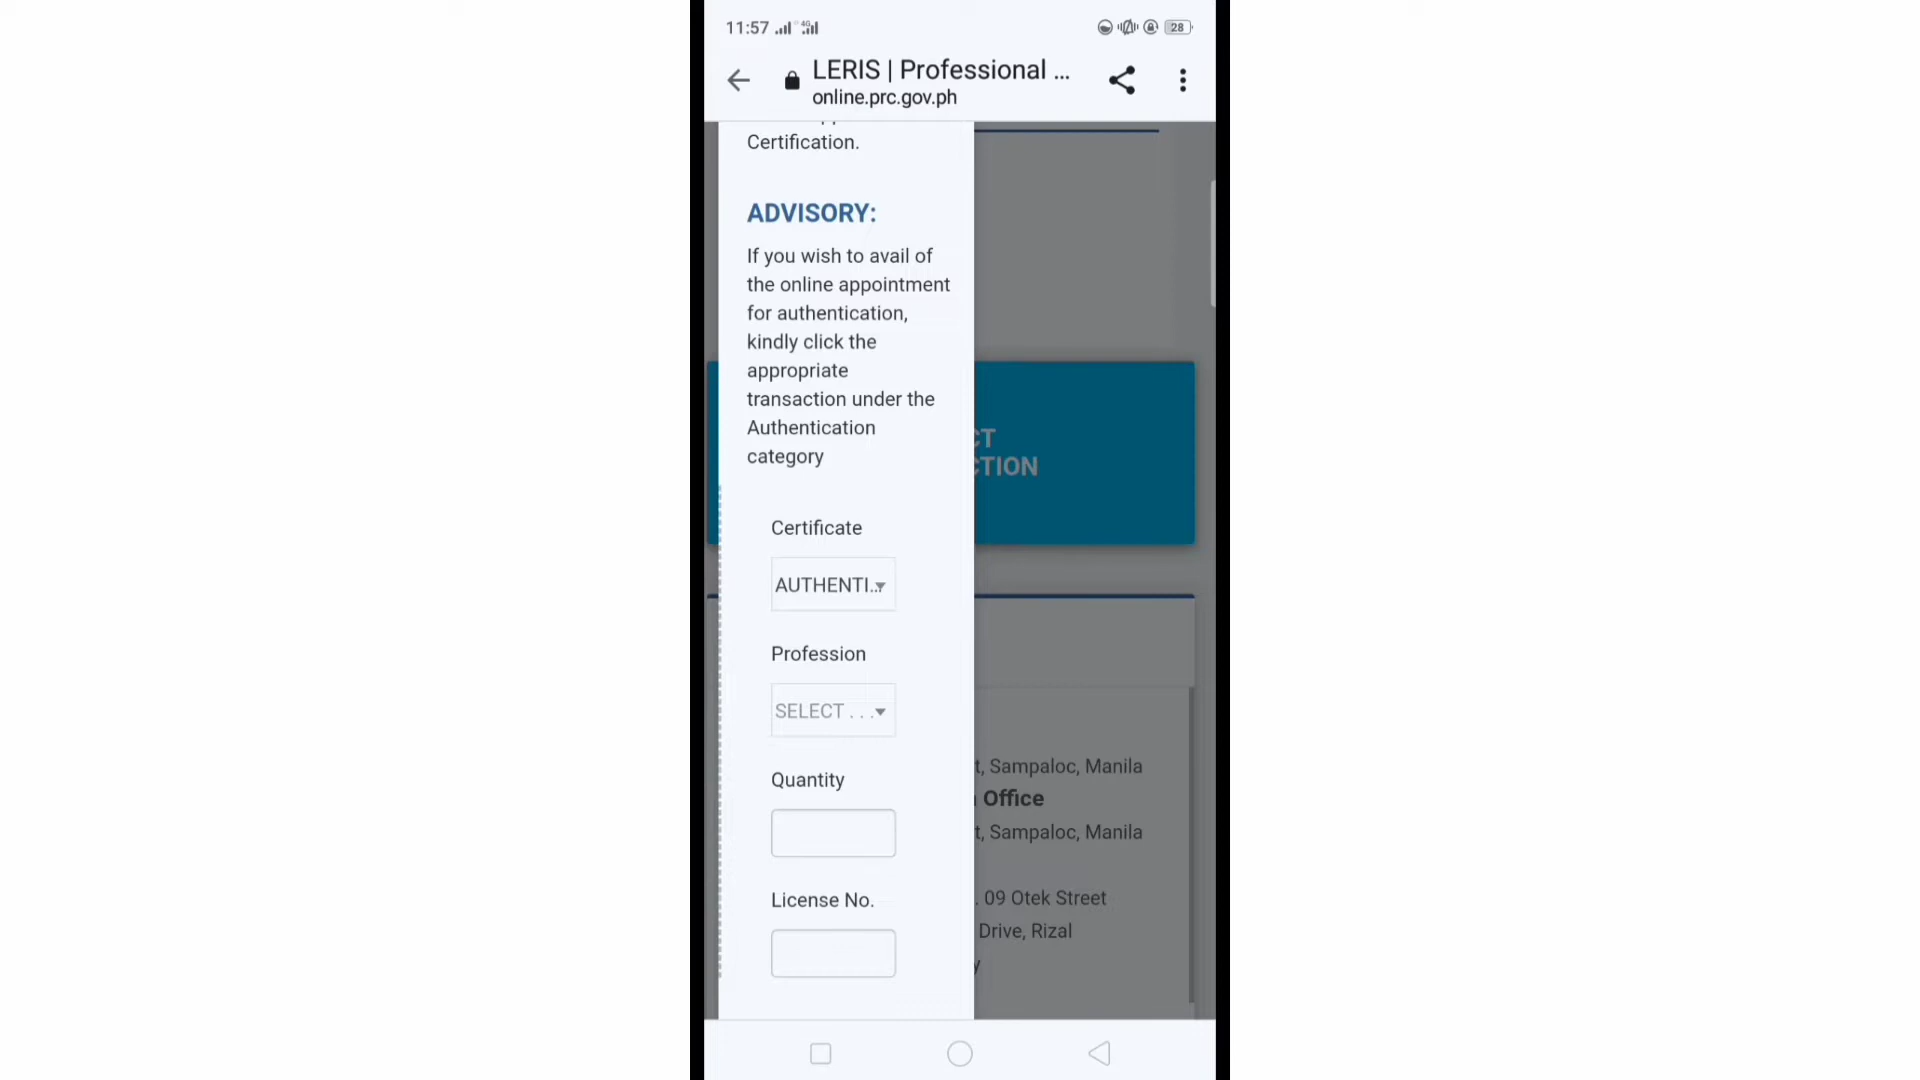 11:57
4G
28
LERIS | Professional ...
online.prc.gov.ph
Certification.
ADVISORY:
If you wish to avail of
the online appointment
for authentication,
kindly click the
appropriate
transaction under the
Authentication
category
CT
CTION
Certificate
AUTHENTI...
Profession
SELECT . . .
Quantity
t, Sampaloc, Manila
Office
t, Sampaloc, Manila
License No.
. 09 Otek Street
Drive, Rizal
y